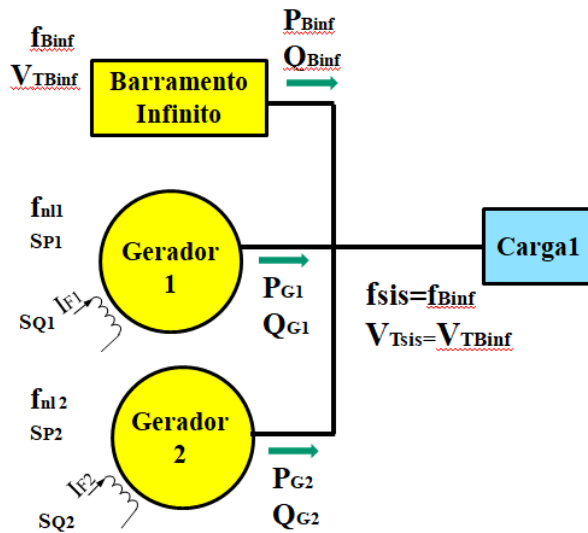 fBinf
VTBinf
Barramento
Infinito
PBinf
QBinf
fnl1
SP1
Gerador
1
IF1
SQ1
PG1
QG1
Carga1
fsis=fBinf
VTsis=VTBinf
fnl 2
SP2
Gerador
2
IF2
SQ2
PG2
QG2